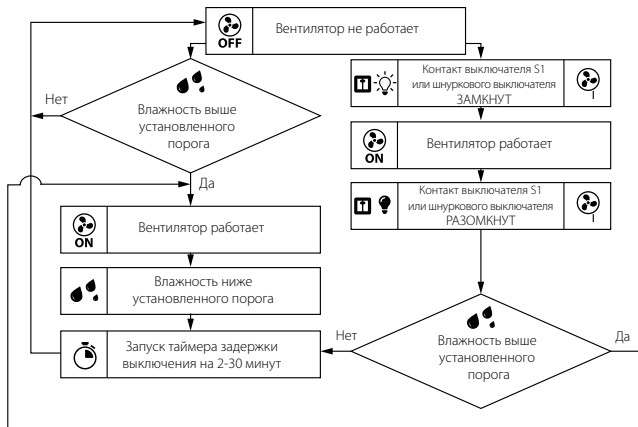 OFF
Вентилятор не работает
Нет
Влажность выше
установленного
порога
Да
ON
Вентилятор работает
Влажность ниже
установленного порога
Запуск таймера задержки
выключения на 2-30 минут
Контакт выключателя S1
или шнуркового выключателя
ЗАМКНУТ
ON
Вентилятор работает
Контакт выключателя S1
или шнуркового выключателя
РАЗОМКНУТ
Нет
Влажность выше
установленного
порога
Да